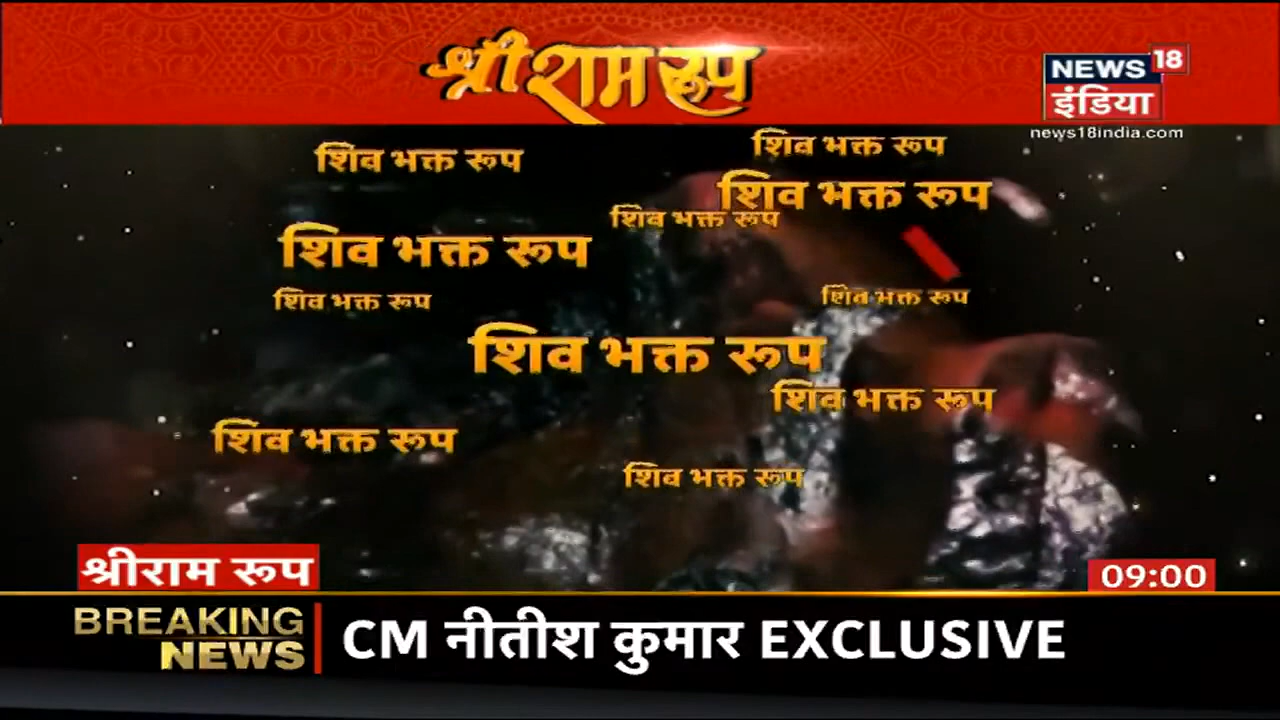 श्री राम रूप
NEWS 18
इंडिया
news18india.com
शिव भक्त रूप
शिव भक्त रूप
शिव भक्त रूप
शिव भक्त रूप
शिव भक्त रूप
शिव भक्त रूप
शिव भक्त रूप
शिव भक्त रूप
शिव भक्त रूप
शिव भक्त रूप
शिव भक्त रूप
श्रीराम रूप
09:00
BREAKING
NEWS
CM नीतीश कुमार EXCLUSIVE